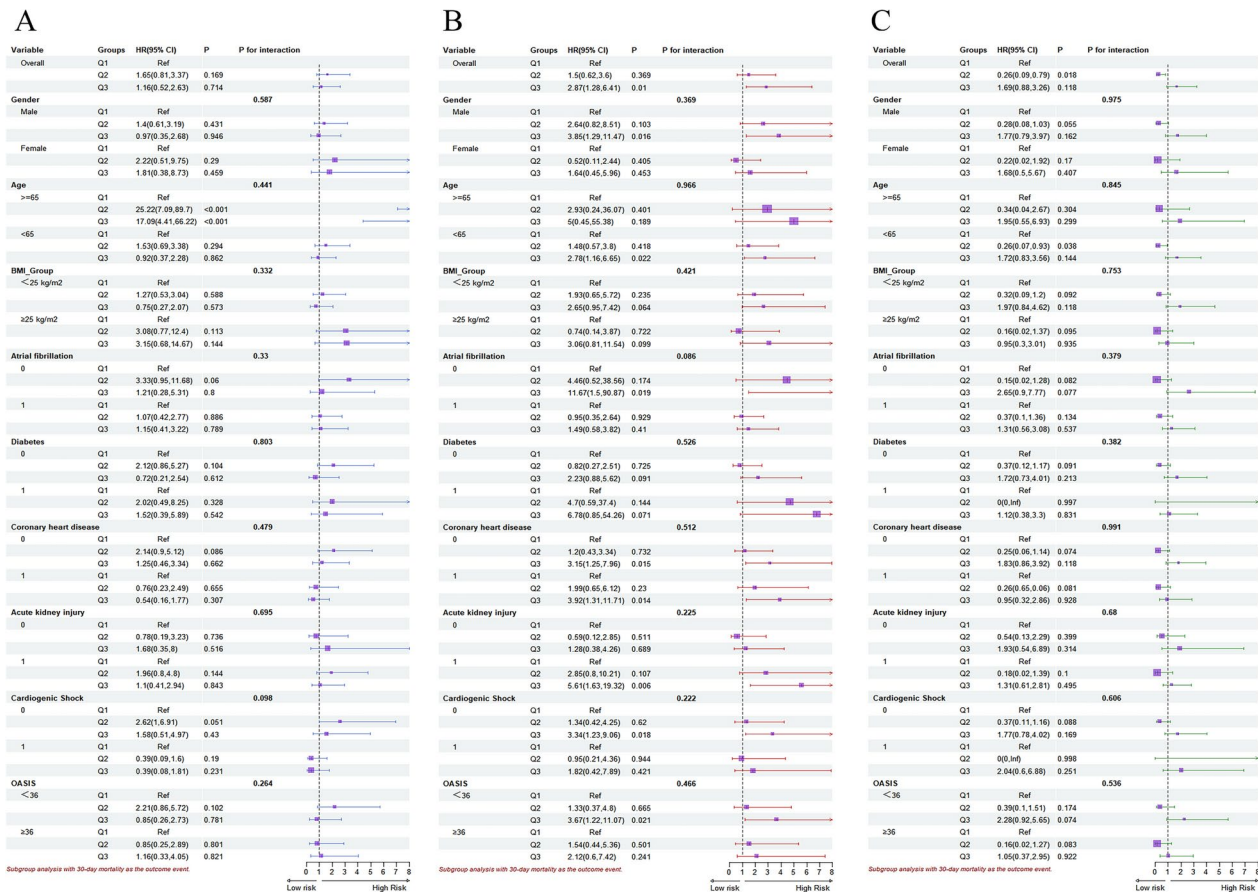 A
Variable Groups HR(95% CI) P P for interaction
Overall Q1 Ref
Q2 1.65(0.81,3.37) 0.169
Q3 1.16(0.52,2.63) 0.714
Gender 0.587
Male Q1 Ref
Q2 1.4(0.61,3.19) 0.431
Q3 0.97(0.35,2.68) 0.946
Female Q1 Ref
Q2 2.22(0.51,9.75) 0.29
Q3 1.81(0.38,8.73) 0.459
Age 0.441
>=65 Q1 Ref
Q2 25.22(7.09,89.7) <0.001
Q3 17.09(4.41,66.22) <0.001
<65 Q1 Ref
Q2 1.53(0.69,3.38) 0.294
Q3 0.92(0.37,2.28) 0.862
BMI_Group 0.332
<25 kg/m2 Q1 Ref
Q2 1.27(0.53,3.04) 0.588
Q3 0.75(0.27,2.07) 0.573
≥25 kg/m2 Q1 Ref
Q2 3.08(0.77,12.4) 0.113
Q3 3.15(0.68,14.67) 0.144
Atrial fibrillation 0.33
0 Q1 Ref
Q2 3.33(0.95,11.68) 0.06
Q3 1.21(0.28,5.31) 0.8
1 Q1 Ref
Q2 1.07(0.42,2.77) 0.886
Q3 1.15(0.41,3.22) 0.789
Diabetes 0.803
0 Q1 Ref
Q2 2.12(0.86,5.27) 0.104
Q3 0.72(0.21,2.54) 0.612
1 Q1 Ref
Q2 2.02(0.49,8.25) 0.328
Q3 1.52(0.39,5.89) 0.542
Coronary heart disease 0.479
0 Q1 Ref
Q2 2.14(0.9,5.12) 0.086
Q3 1.25(0.46,3.34) 0.662
1 Q1 Ref
Q2 0.76(0.23,2.49) 0.655
Q3 0.54(0.16,1.77) 0.307
Acute kidney injury 0.695
0 Q1 Ref
Q2 0.78(0.19,3.23) 0.736
Q3 1.68(0.35,8) 0.516
1 Q1 Ref
Q2 1.96(0.8,4.8) 0.144
Q3 1.1(0.41,2.94) 0.843
Cardiogenic Shock 0.098
0 Q1 Ref
Q2 2.62(1,6.91) 0.051
Q3 1.58(0.51,4.97) 0.43
1 Q1 Ref
Q2 0.39(0.09,1.6) 0.19
Q3 0.39(0.08,1.81) 0.231
OASIS 0.264
<36 Q1 Ref
Q2 2.21(0.86,5.72) 0.102
Q3 0.85(0.26,2.73) 0.781
≥36 Q1 Ref
Q2 0.85(0.25,2.89) 0.801
Q3 1.16(0.33,4.05) 0.821
Subgroup analysis with 30-day mortality as the outcome event.
0 1 2 3 4 5 6 7 8
Low risk High Risk
B
Variable Groups HR(95% CI) P P for interaction
Overall Q1 Ref
Q2 1.5(0.62,3.6) 0.369
Q3 2.87(1.28,6.41) 0.01
Gender 0.369
Male Q1 Ref
Q2 2.64(0.82,8.51) 0.103
Q3 3.85(1.29,11.47) 0.016
Female Q1 Ref
Q2 0.52(0.11,2.44) 0.405
Q3 1.64(0.45,5.96) 0.453
Age 0.966
>=65 Q1 Ref
Q2 2.93(0.24,36.07) 0.401
Q3 5(0.45,55.38) 0.189
<65 Q1 Ref
Q2 1.48(0.57,3.8) 0.418
Q3 2.78(1.16,6.65) 0.022
BMI_Group 0.421
<25 kg/m2 Q1 Ref
Q2 1.93(0.65,5.72) 0.235
Q3 2.65(0.95,7.42) 0.064
≥25 kg/m2 Q1 Ref
Q2 0.74(0.14,3.87) 0.722
Q3 3.06(0.81,11.54) 0.099
Atrial fibrillation 0.086
0 Q1 Ref
Q2 4.46(0.52,38.56) 0.174
Q3 11.67(1.5,90.87) 0.019
1 Q1 Ref
Q2 0.95(0.35,2.64) 0.929
Q3 1.49(0.58,3.82) 0.41
Diabetes 0.526
0 Q1 Ref
Q2 0.82(0.27,2.51) 0.725
Q3 2.23(0.88,5.62) 0.091
1 Q1 Ref
Q2 4.7(0.59,37.4) 0.144
Q3 6.78(0.85,54.26) 0.071
Coronary heart disease 0.512
0 Q1 Ref
Q2 1.2(0.43,3.34) 0.732
Q3 3.15(1.25,7.96) 0.015
1 Q1 Ref
Q2 1.99(0.65,6.12) 0.23
Q3 3.92(1.31,11.71) 0.014
Acute kidney injury 0.225
0 Q1 Ref
Q2 0.59(0.12,2.85) 0.511
Q3 1.28(0.38,4.26) 0.689
1 Q1 Ref
Q2 2.85(0.8,10.21) 0.107
Q3 5.61(1.63,19.32) 0.006
Cardiogenic Shock 0.222
0 Q1 Ref
Q2 1.34(0.42,4.25) 0.62
Q3 3.34(1.23,9.06) 0.018
1 Q1 Ref
Q2 0.95(0.21,4.36) 0.944
Q3 1.82(0.42,7.89) 0.421
OASIS 0.466
<36 Q1 Ref
Q2 1.33(0.37,4.8) 0.665
Q3 3.67(1.22,11.07) 0.021
≥36 Q1 Ref
Q2 1.54(0.44,5.36) 0.501
Q3 2.12(0.6,7.42) 0.241
Subgroup analysis with 30-day mortality as the outcome event.
0 1 2 3 4 5 6 7 8
Low risk High Risk
C
Variable Groups HR(95% CI) P P for interaction
Overall Q1 Ref
Q2 0.26(0.09,0.79) 0.018
Q3 1.69(0.88,3.26) 0.118
Gender 0.975
Male Q1 Ref
Q2 0.28(0.08,1.03) 0.055
Q3 1.77(0.79,3.97) 0.162
Female Q1 Ref
Q2 0.22(0.02,1.92) 0.17
Q3 1.68(0.5,5.67) 0.407
Age 0.845
>=65 Q1 Ref
Q2 0.34(0.04,2.67) 0.304
Q3 1.95(0.55,6.93) 0.299
<65 Q1 Ref
Q2 0.26(0.07,0.93) 0.038
Q3 1.72(0.83,3.56) 0.144
BMI_Group 0.753
<25 kg/m2 Q1 Ref
Q2 0.32(0.09,1.2) 0.092
Q3 1.97(0.84,4.62) 0.118
≥25 kg/m2 Q1 Ref
Q2 0.16(0.02,1.37) 0.095
Q3 0.95(0.3,3.01) 0.935
Atrial fibrillation 0.379
0 Q1 Ref
Q2 0.15(0.02,1.28) 0.082
Q3 2.65(0.9,7.77) 0.077
1 Q1 Ref
Q2 0.37(0.1,1.36) 0.134
Q3 1.31(0.56,3.08) 0.537
Diabetes 0.382
0 Q1 Ref
Q2 0.37(0.12,1.17) 0.091
Q3 1.72(0.73,4.01) 0.213
1 Q1 Ref
Q2 0(0,Inf) 0.997
Q3 1.12(0.38,3.3) 0.831
Coronary heart disease 0.991
0 Q1 Ref
Q2 0.25(0.06,1.14) 0.074
Q3 1.83(0.86,3.92) 0.118
1 Q1 Ref
Q2 0.26(0.65,0.06) 0.081
Q3 0.95(0.32,2.86) 0.928
Acute kidney injury 0.68
0 Q1 Ref
Q2 0.54(0.13,2.29) 0.399
Q3 1.93(0.54,6.89) 0.314
1 Q1 Ref
Q2 0.18(0.02,1.39) 0.1
Q3 1.31(0.61,2.81) 0.495
Cardiogenic Shock 0.606
0 Q1 Ref
Q2 0.37(0.11,1.16) 0.088
Q3 1.77(0.78,4.02) 0.169
1 Q1 Ref
Q2 0(0,Inf) 0.998
Q3 2.04(0.6,6.88) 0.251
OASIS 0.536
<36 Q1 Ref
Q2 0.39(0.1,1.51) 0.174
Q3 2.28(0.92,5.65) 0.074
≥36 Q1 Ref
Q2 0.16(0.02,1.27) 0.083
Q3 1.05(0.37,2.95) 0.922
Subgroup analysis with 30-day mortality as the outcome event.
0 1 2 3 4 5 6 7
Low risk High Risk